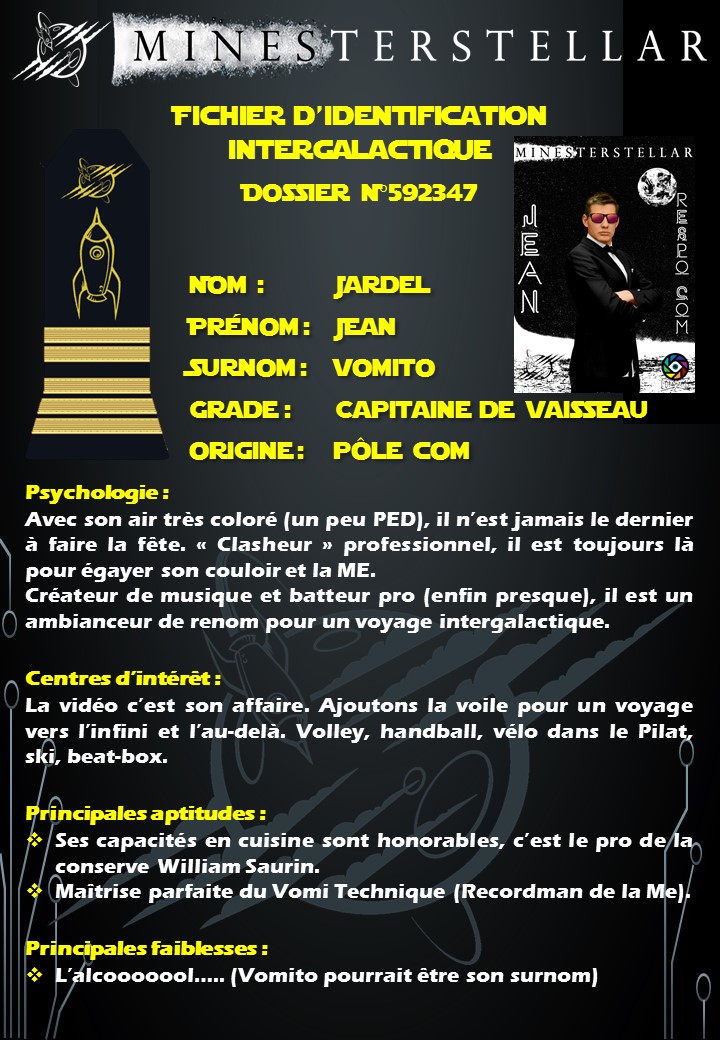 MINESTERSTELLAR
FICHIER D'IDENTIFICATION
INTERGALACTIQUE
DOSSIER N°592347
MINESTERSTELLAR
JEAN
RESPO COM
NOM : JARDEL
PRÉNOM : JEAN
SURNOM : VOMITO
GRADE : CAPITAINE DE VAISSEAU
ORIGINE : PÔLE COM
Psychologie :
Avec son air très coloré (un peu PED), il n'est jamais le dernier
à faire la fête. « Clasheur » professionnel, il est toujours là
pour égayer son couloir et la ME.
Créateur de musique et batteur pro (enfin presque), il est un
ambianceur de renom pour un voyage intergalactique.
Centres d'intérêt :
La vidéo c'est son affaire. Ajoutons la voile pour un voyage
vers l'infini et l'au-delà. Volley, handball, vélo dans le Pilat,
ski, beat-box.
Principales aptitudes :
❖ Ses capacités en cuisine sont honorables, c'est le pro de la
conserve William Saurin.
❖ Maîtrise parfaite du Vomi Technique (Recordman de la Me).
Principales faiblesses :
❖ L'alcooooool..... (Vomito pourrait être son surnom)